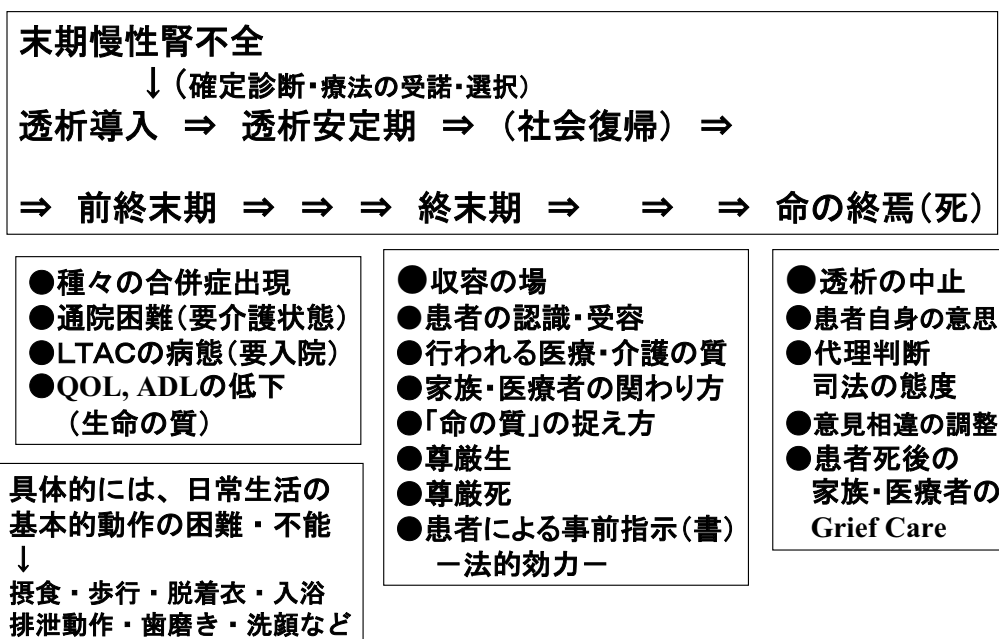 末期慢性腎不全
↓(確定診断・療法の受諾・選択)
透析導入 ⇒ 透析安定期 ⇒ (社会復帰) ⇒
⇒ 前終末期 ⇒ ⇒ ⇒ 終末期 ⇒ ⇒ ⇒ 命の終焉(死)
●種々の合併症出現
●通院困難(要介護状態)
●LTACの病態(要入院)
●QOL, ADLの低下
(生命の質)
具体的には、日常生活の
基本的動作の困難・不能
↓
摂食・歩行・脱着衣・入浴
排泄動作・歯磨き・洗顔など
●収容の場
●患者の認識・受容
●行われる医療・介護の質
●家族・医療者の関わり方
●「命の質」の捉え方
●尊厳生
●尊厳死
●患者による事前指示(書)
－法的効力－
●透析の中止
●患者自身の意思
●代理判断
司法の態度
●意見相違の調整
●患者死後の
家族・医療者の
Grief Care